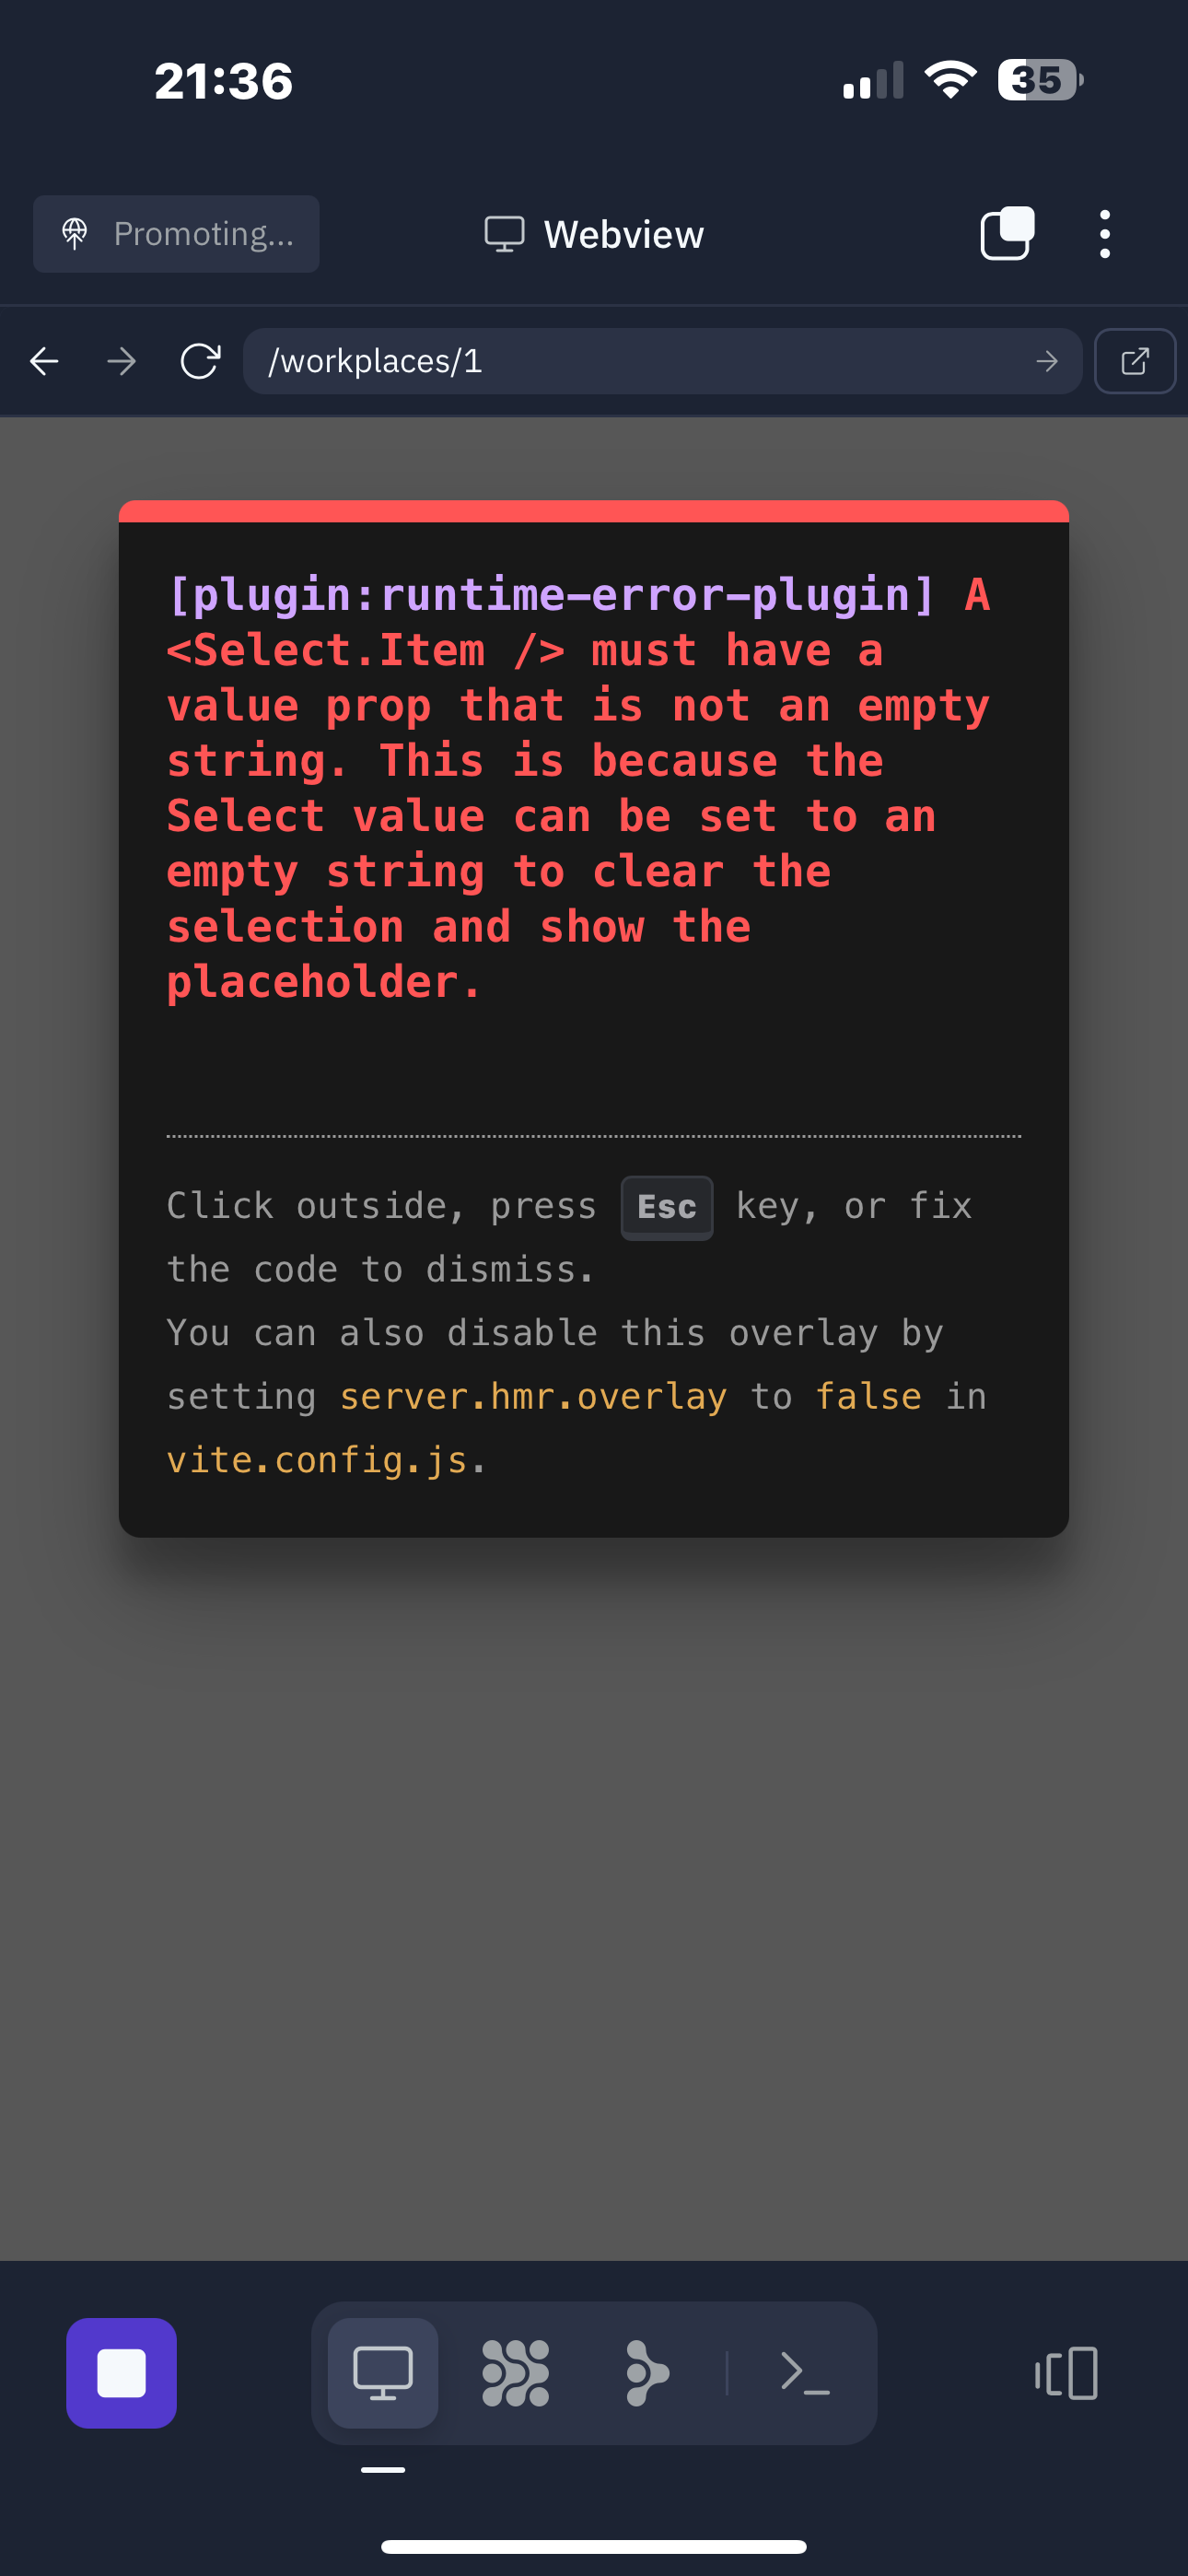 21:36
35
Promoting...
Webview
/workplaces/1
[plugin:runtime-error-plugin] A
<Select.Item /> must have a
value prop that is not an empty
string. This is because the
Select value can be set to an
empty string to clear the
selection and show the
placeholder.
Click outside, press Esc key, or fix
the code to dismiss.
You can also disable this overlay by
setting server.hmr.overlay to false in
vite.config.js.